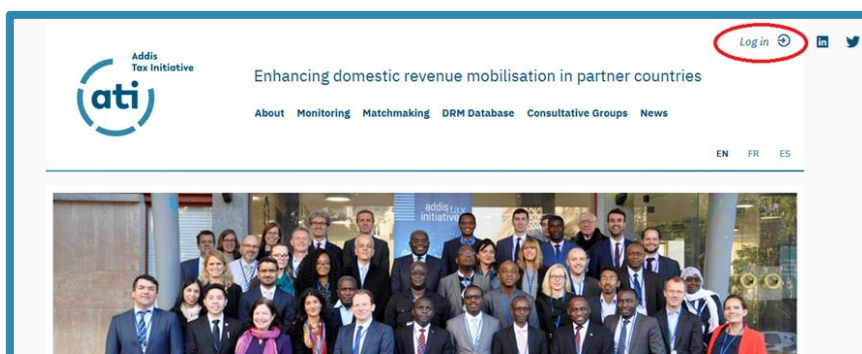 Log in
Addis
Tax Initiative
ati
Enhancing domestic revenue mobilisation in partner countries
About Monitoring Matchmaking DRM Database Consultative Groups News
EN FR ES
addis tax
initiative